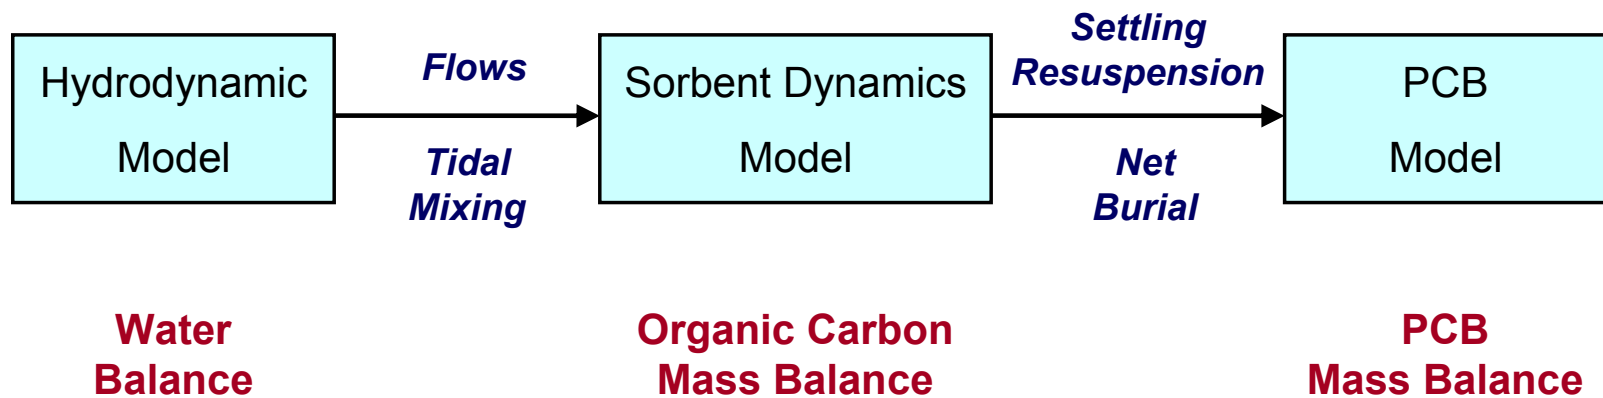 Hydrodynamic
Model
Flows
Tidal
Mixing
Sorbent Dynamics
Model
Settling
Resuspension
Net
Burial
PCB
Model
Water
Balance
Organic Carbon
Mass Balance
PCB
Mass Balance